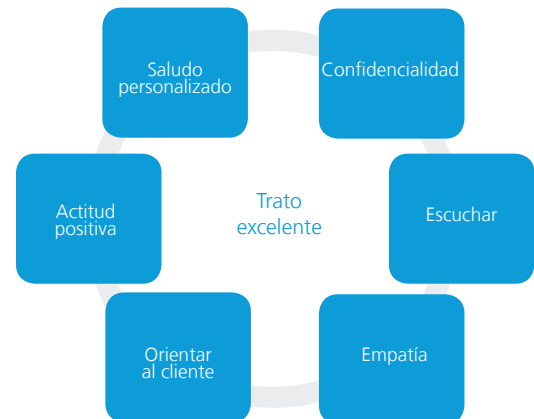 Saludo
personalizado
Confidencialidad
Actitud
positiva
Trato
excelente
Escuchar
Orientar
al cliente
Empatía